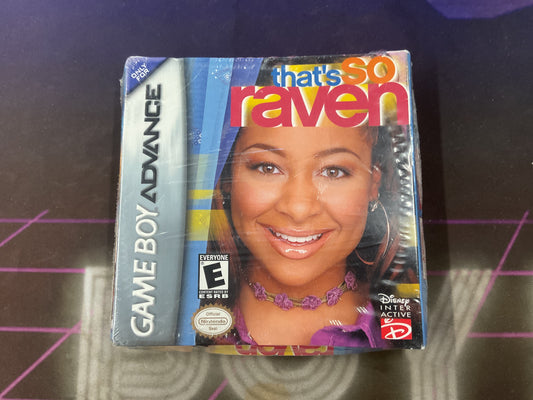 ONLY
FOR
GAME BOY ADVANCE
that's so
raven
EVERYONE
E
CONTENT RATED BY
ESRB
Official
Nintendo
Seal
Disney
INTER
ACTIVE
D